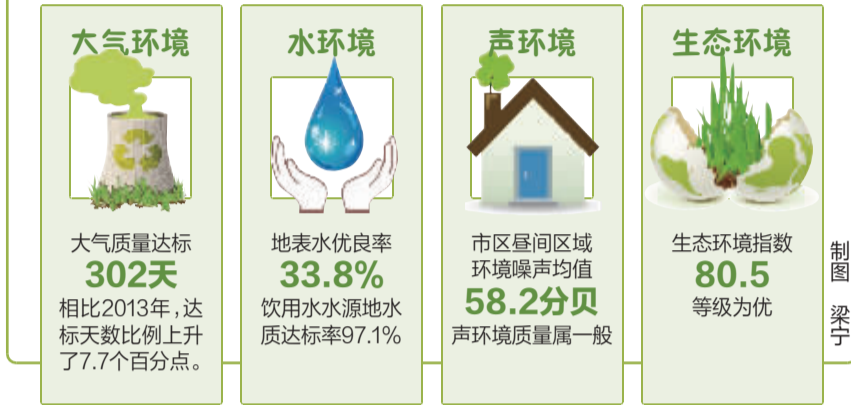 大气环境
大气质量达标
302天
相比2013年，达
标天数比例上升
了7.7个百分点。
水环境
地表水优良率
33.8%
饮用水水源地水
质达标率97.1%
声环境
市区昼间区域
环境噪声均值
58.2分贝
声环境质量属一般
生态环境
生态环境指数
80.5
等级为优
制图 梁宁